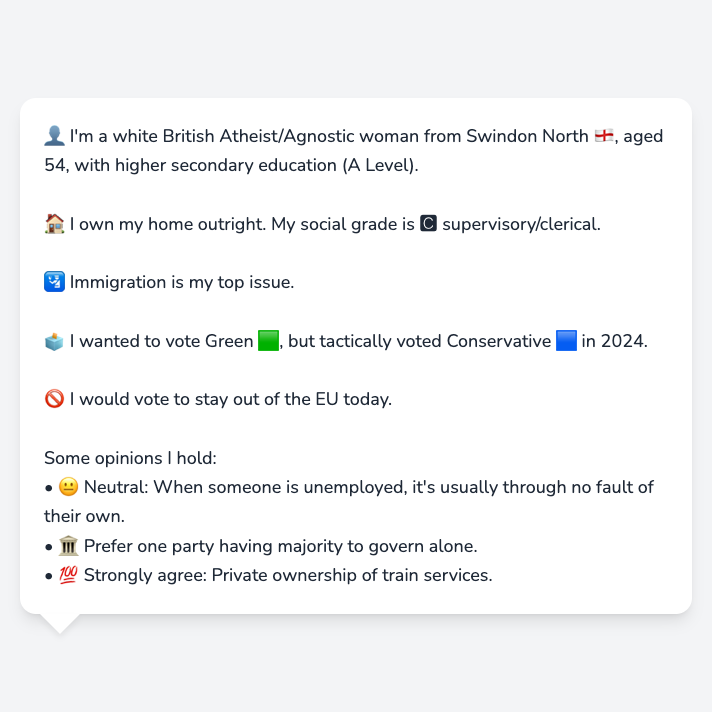 👤 I'm a white British Atheist/Agnostic woman from Swindon North 🏴󠁧󠁢󠁥󠁮󠁧󠁿, aged
54, with higher secondary education (A Level).
🏠 I own my home outright. My social grade is 🅲 supervisory/clerical.
🛂 Immigration is my top issue.
🗳️ I wanted to vote Green 🟩, but tactically voted Conservative 🟦 in 2024.
🚫 I would vote to stay out of the EU today.
Some opinions I hold:
• 😐 Neutral: When someone is unemployed, it's usually through no fault of
their own.
• 🏛️ Prefer one party having majority to govern alone.
• 💯 Strongly agree: Private ownership of train services.